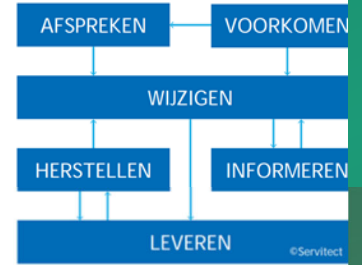 AFSPREKEN
VOORKOMEN
WIJZIGEN
HERSTELLEN
INFORMEREN
LEVEREN
©Servitect